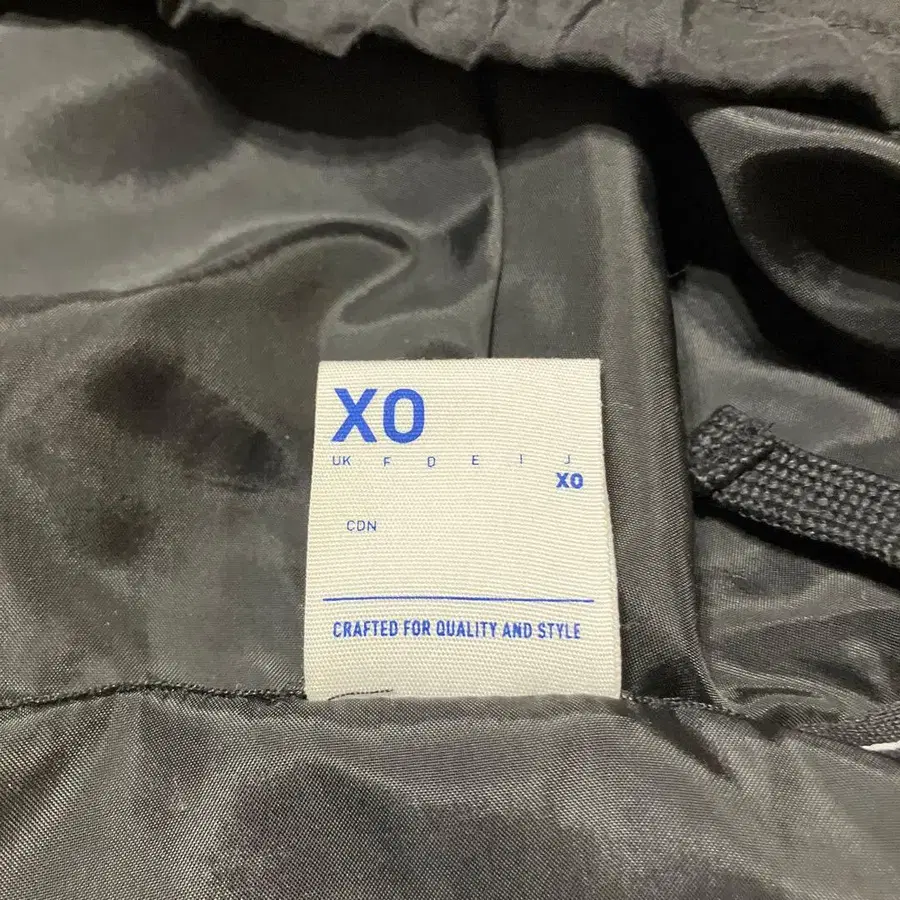 XO
UK F D E I J
XO
CDN
CRAFTED FOR QUALITY AND STYLE